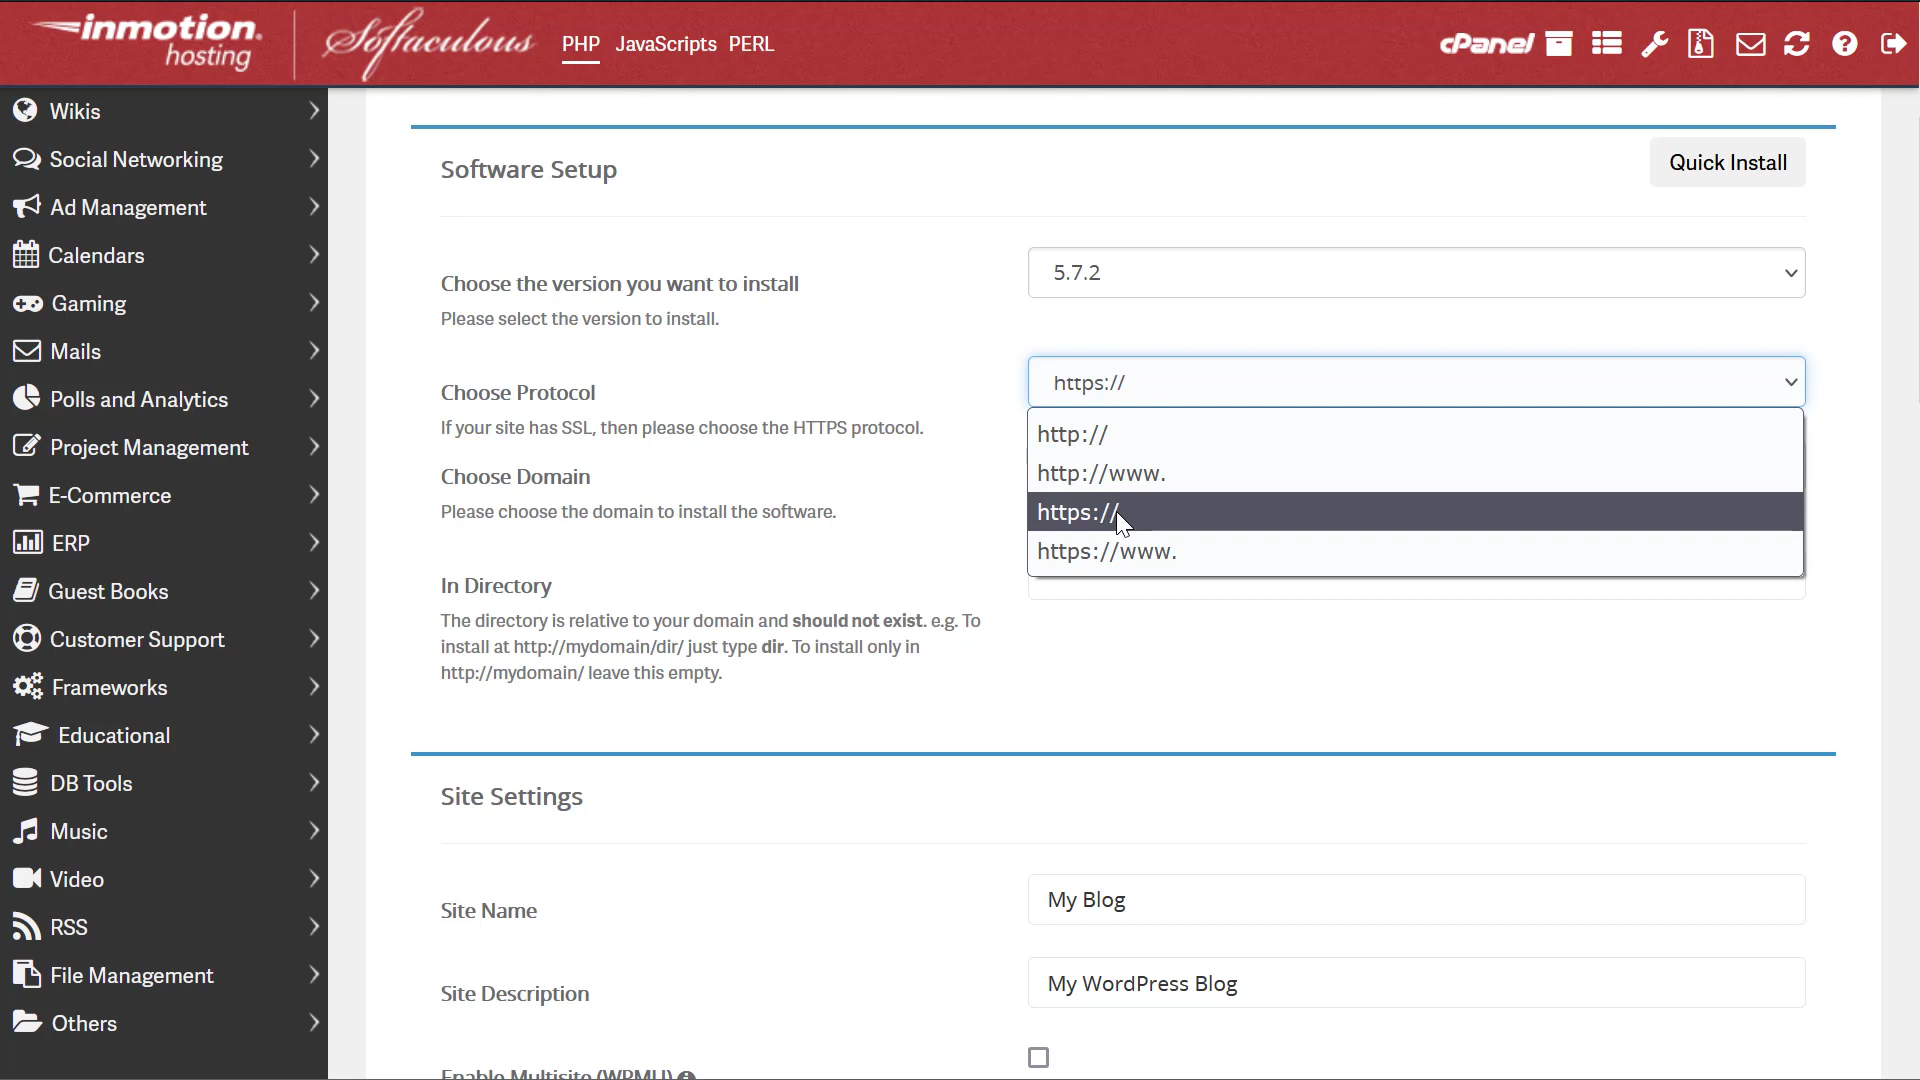 inmotion hosting
Softaculous
PHP JavaScripts PERL
cPanel
Wikis
Social Networking
Ad Management
Calendars
Gaming
Mails
Polls and Analytics
Project Management
E-Commerce
ERP
Guest Books
Customer Support
Frameworks
Educational
DB Tools
Music
Video
RSS
File Management
Others
Software Setup
Quick Install
Choose the version you want to install
Please select the version to install.
5.7.2
Choose Protocol
If your site has SSL, then please choose the HTTPS protocol.
https://
http://
http://www.
https://
https://www.
Choose Domain
Please choose the domain to install the software.
In Directory
The directory is relative to your domain and should not exist. e.g. To
install at http://mydomain/dir/ just type dir. To install only in
http://mydomain/ leave this empty.
Site Settings
Site Name
My Blog
Site Description
My WordPress Blog
Enable Multisite (WPMU)